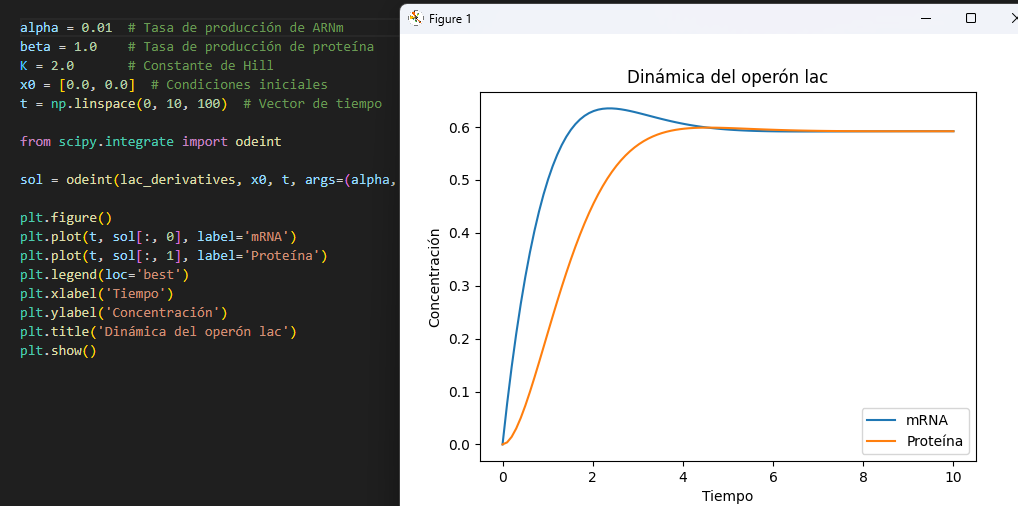 alpha = 0.01  # Tasa de producción de ARNm
beta = 1.0    # Tasa de producción de proteína
K = 2.0       # Constante de Hill
x0 = [0.0, 0.0]  # Condiciones iniciales
t = np.linspace(0, 10, 100)  # Vector de tiempo
from scipy.integrate import odeint
sol = odeint(lac_derivatives, x0, t, args=(alpha,
plt.figure()
plt.plot(t, sol[:, 0], label='mRNA')
plt.plot(t, sol[:, 1], label='Proteína')
plt.legend(loc='best')
plt.xlabel('Tiempo')
plt.ylabel('Concentración')
plt.title('Dinámica del operón lac')
plt.show()
Figure 1
Dinámica del operón lac
Concentración
0.6
0.5
0.4
0.3
0.2
0.1
0.0
mRNA
Proteína
0 2 4 6 8 10
Tiempo